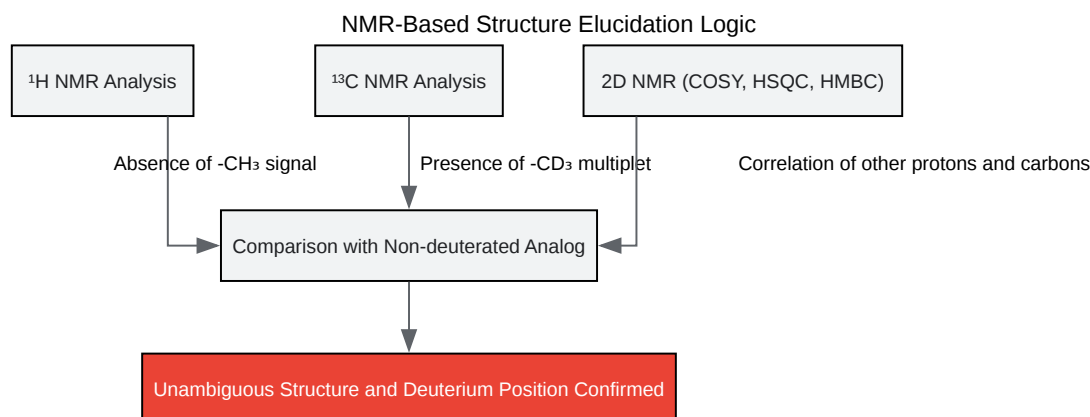 NMR-Based Structure Elucidation Logic
¹H NMR Analysis
¹³C NMR Analysis
2D NMR (COSY, HSQC, HMBC)
Absence of -CH₃ signal
Presence of -CD₃ multiplet
Correlation of other protons and carbons
Comparison with Non-deuterated Analog
Unambiguous Structure and Deuterium Position Confirmed